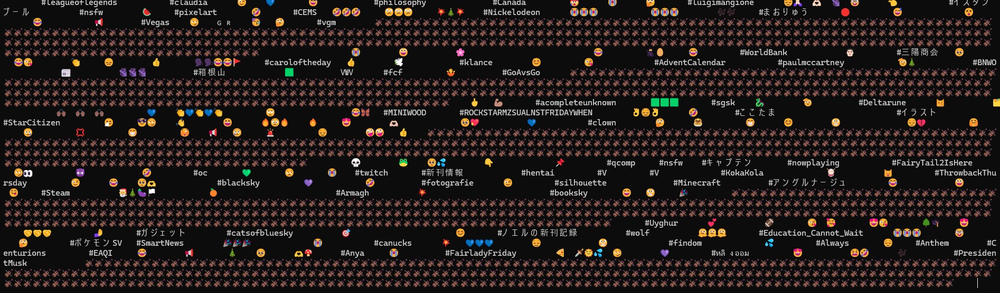 #leagueoflegends #claudia #philosophy #Canada #luigimangione #イスタン
プール #nsfw #pixelart #CEMS #Nickelodeon #まおりゅう
#Vegas G R #vgm
#klance #WorldBank #三陽商会
#caroloftheday #AdventCalendar #paulmccartney #BNWO
#箱根山 VW #fcf #GoAvsGo
#acompleteunknown #sgsk #Deltarune
#MINIWOOD #ROCKSTARMZSUALNSTFRIDAYWHEN #ここたま #イラスト
#StarCitizen #clown
#qcomp #nsfw #キャプテン #nowplaying #FairyTail2IsHere
#oc #twitch #新刊情報 #hentai #V #V #KokaKola #ThrowbackThu
rsday #blacksky #fotografie #silhouette #Minecraft #アングルナージュ
#Steam #Armagh #booksky
#Uyghur
#ガジェット #catsofbluesky #ノエルの新刊記録 #wolf #Education_Cannot_Wait
#ポケモンSV #SmartNews #canucks #findom #Always #Anthem #C
enturions #EAQI #Anya #FairladyFriday #Presiden
tMusk